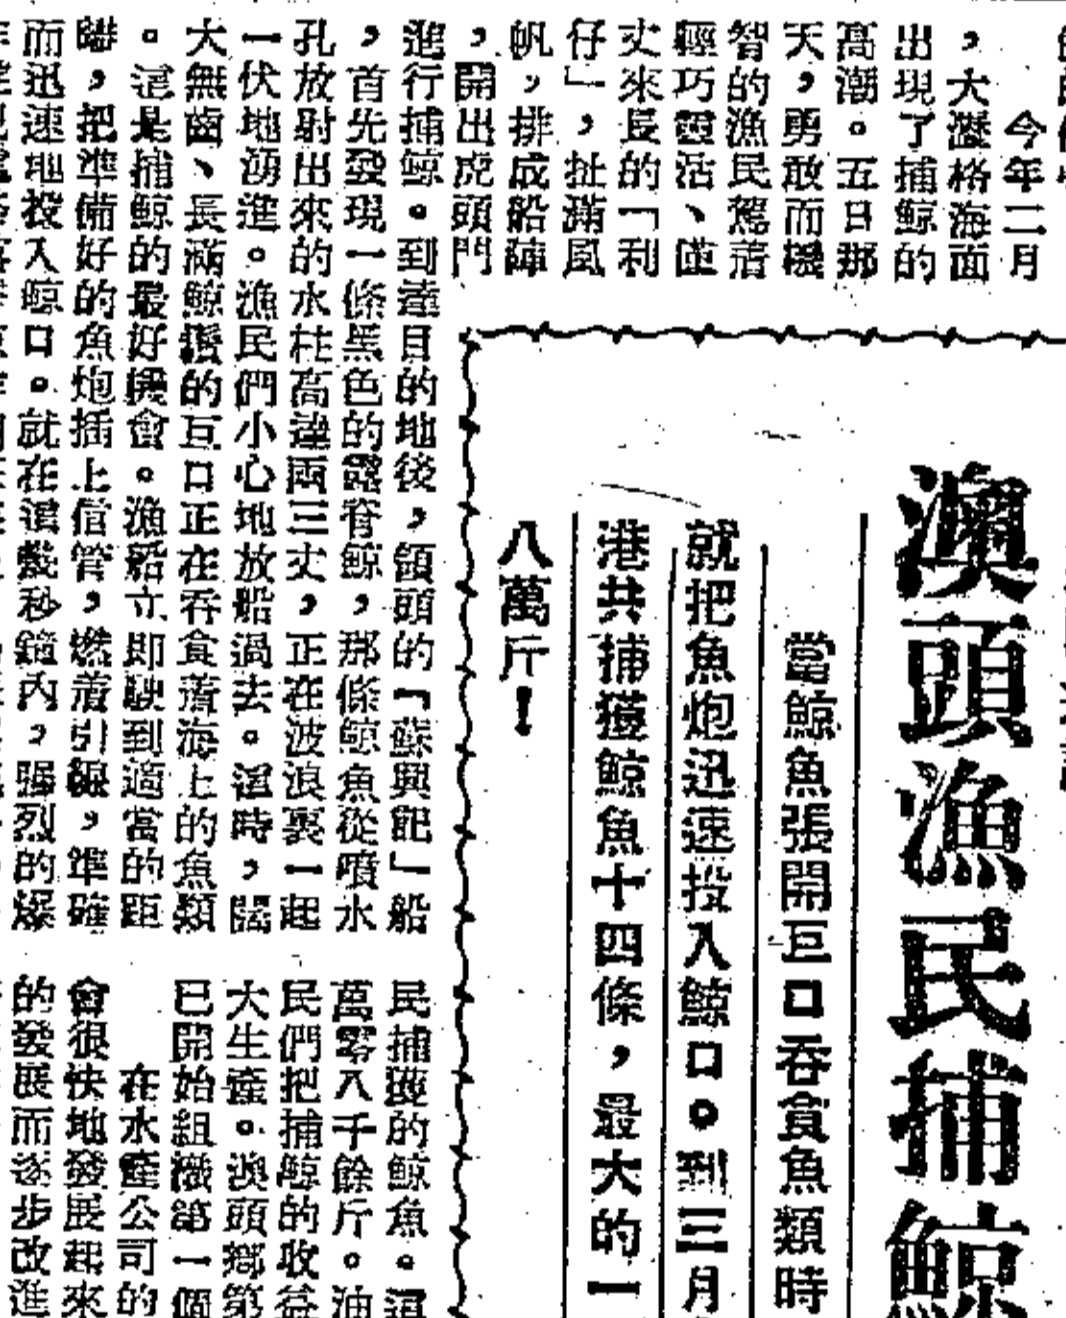 澳頭漁民捕鯨
當鯨魚張開巨口吞食魚類時
就把魚炮迅速投入鯨口。到三月
港共捕獲鯨魚十四條，最大的一
八萬斤！
今年二月
，大澄格海面
出現了捕鯨的
高潮。五日那
天，勇敢而機
智的漁民駕着
輕巧靈活、僅
丈來長的「利
仔」，扯滿風
帆，排成船陣
，開出虎頭門
進行捕鯨。到達目的地後，領頭的「蘇興記」船
，首先發現一條黑色的露脊鯨，那條鯨魚從噴水
孔放射出來的水柱高達兩三丈，正在波浪裏一起
一伏地湧進。漁民們小心地放船過去。這時，闊
大無齒、長滿鯨鬚的巨口正在吞食着海上的魚類
。這是捕鯨的最好機會。漁船立即駛到適當的距
離，把準備好的魚炮插上信管，燃着引線，準確
而迅速地投入鯨口。就在這幾秒鐘內，強烈的爆
民捕獲的鯨魚。這
萬零八千餘斤。油
民們把捕鯨的收益
大生產。澳頭鄉第
已開始組織第一個
在水產公司的
會很快地發展起來
的發展而逐步改進